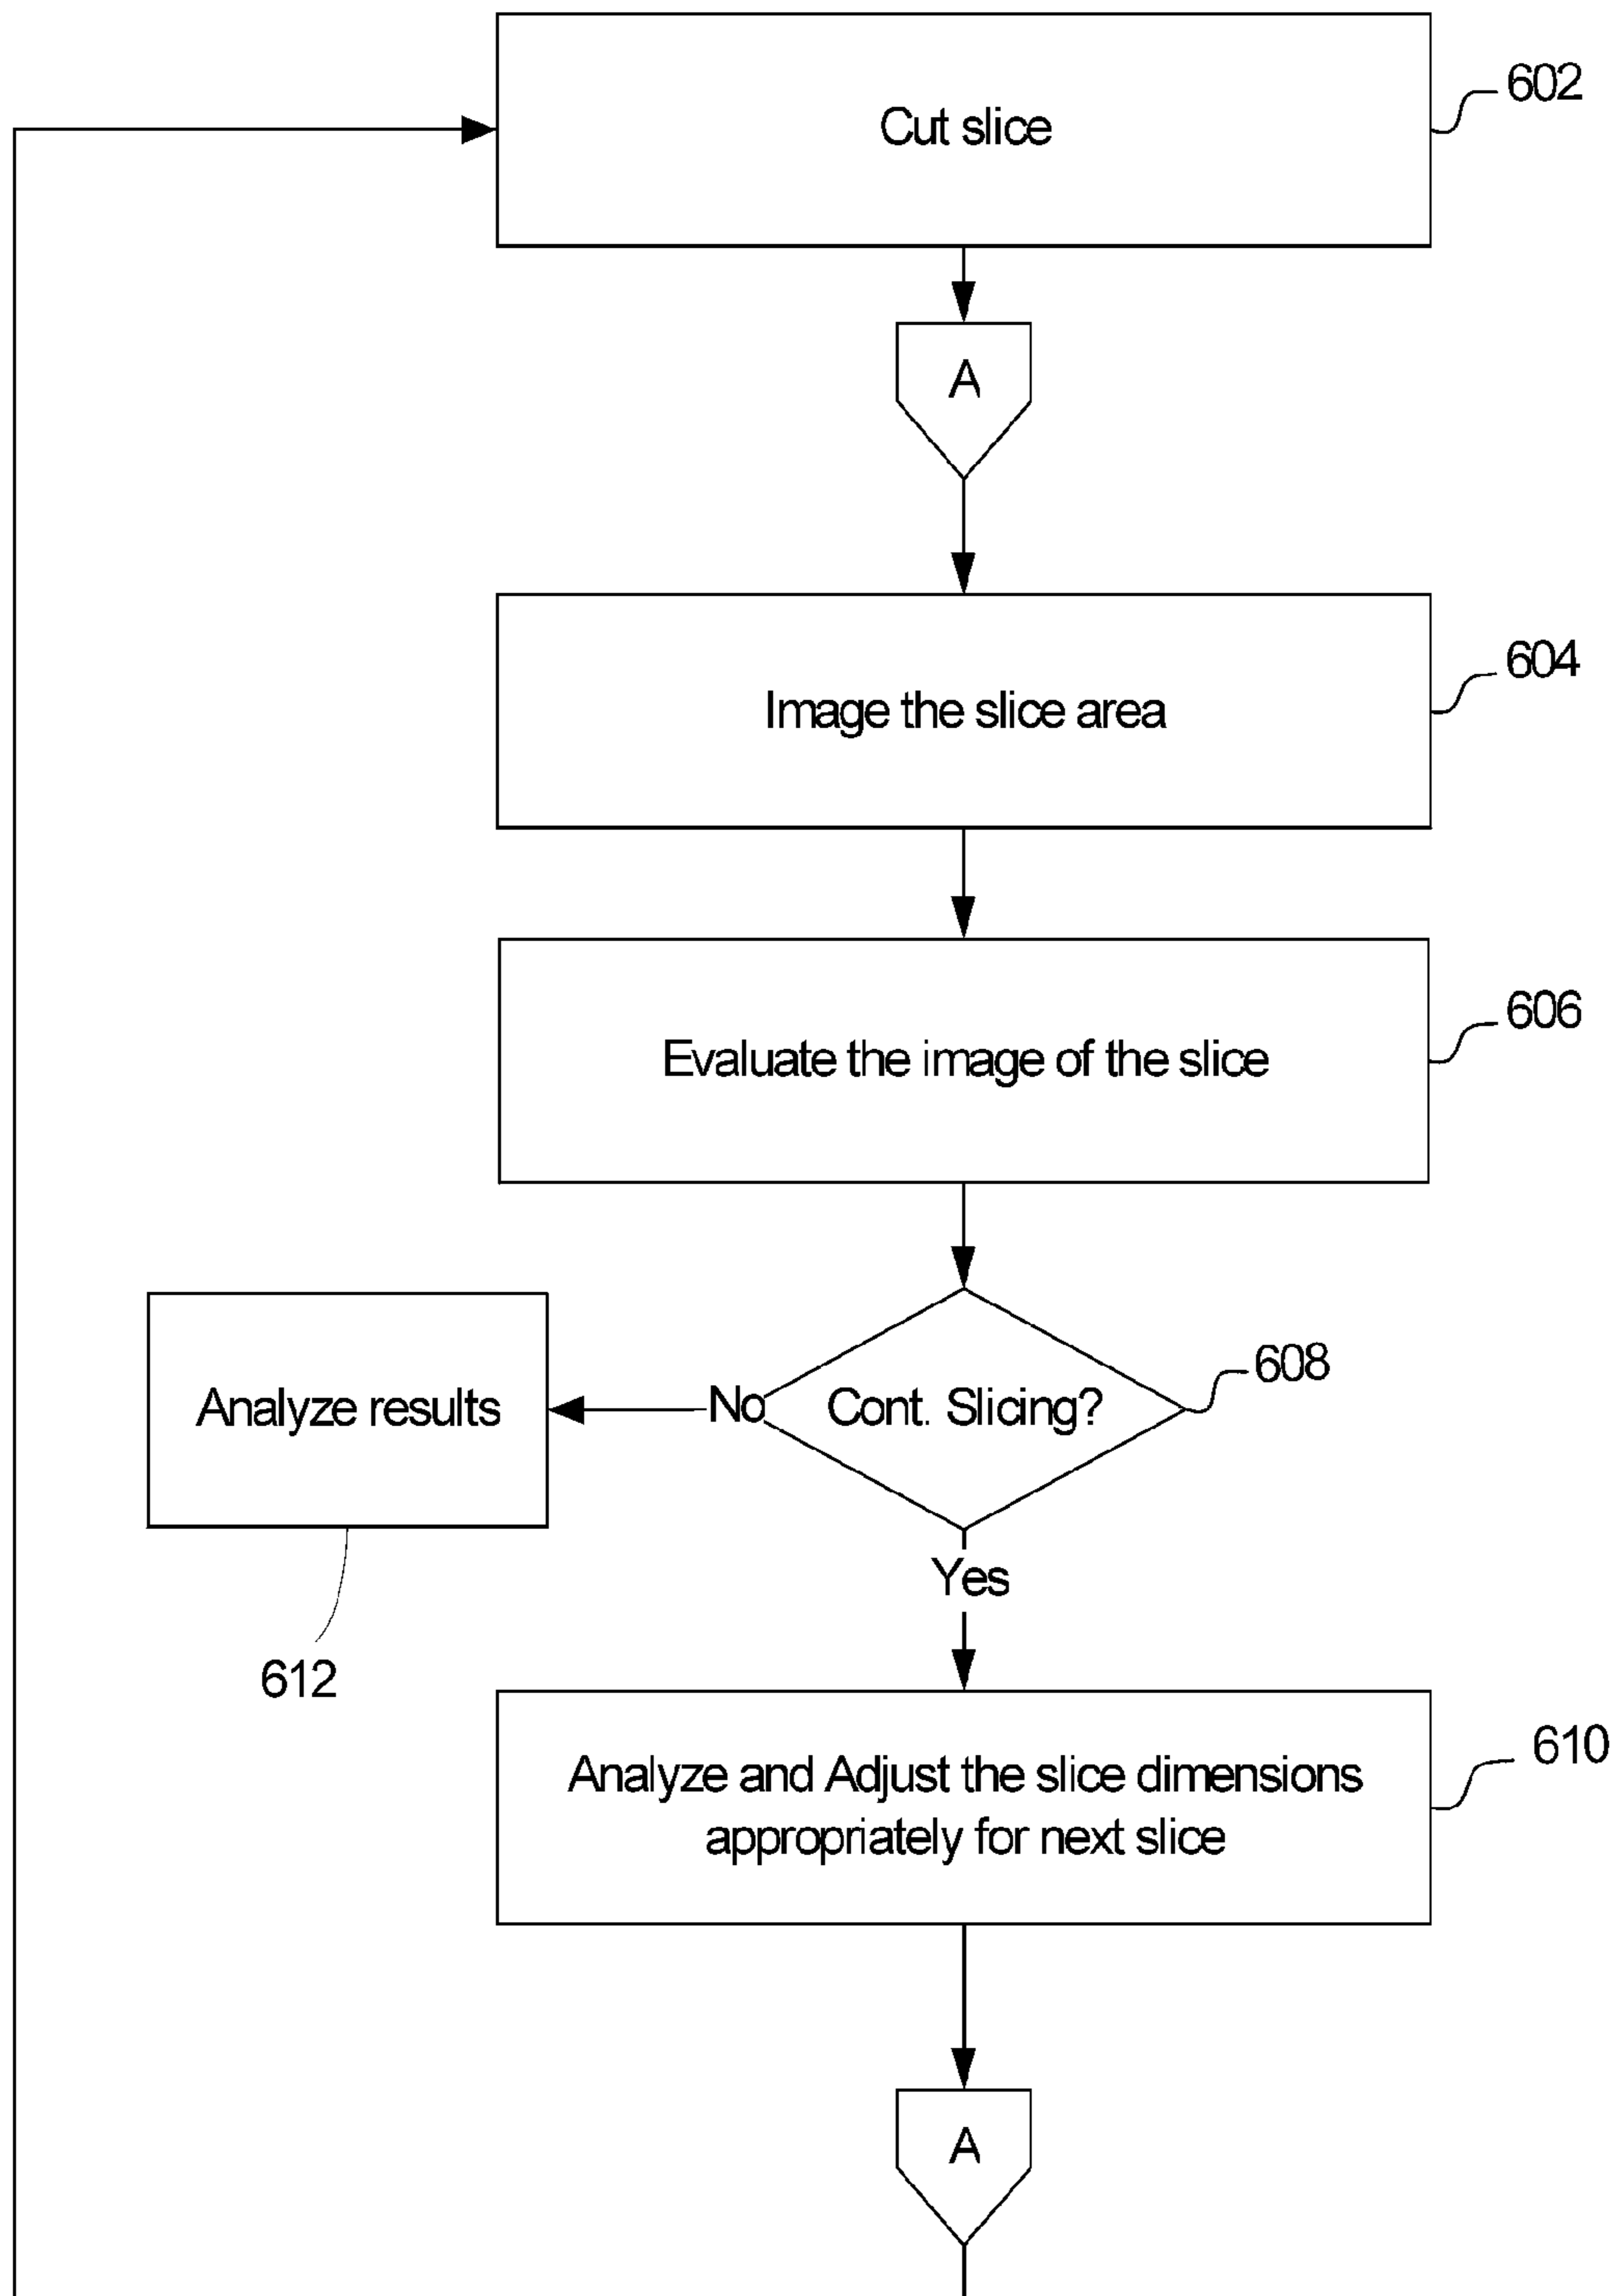 Cut slice
602
A
Image the slice area
604
Evaluate the image of the slice
606
Cont. Slicing?
608
No
Analyze results
612
Yes
Analyze and Adjust the slice dimensions
appropriately for next slice
610
A